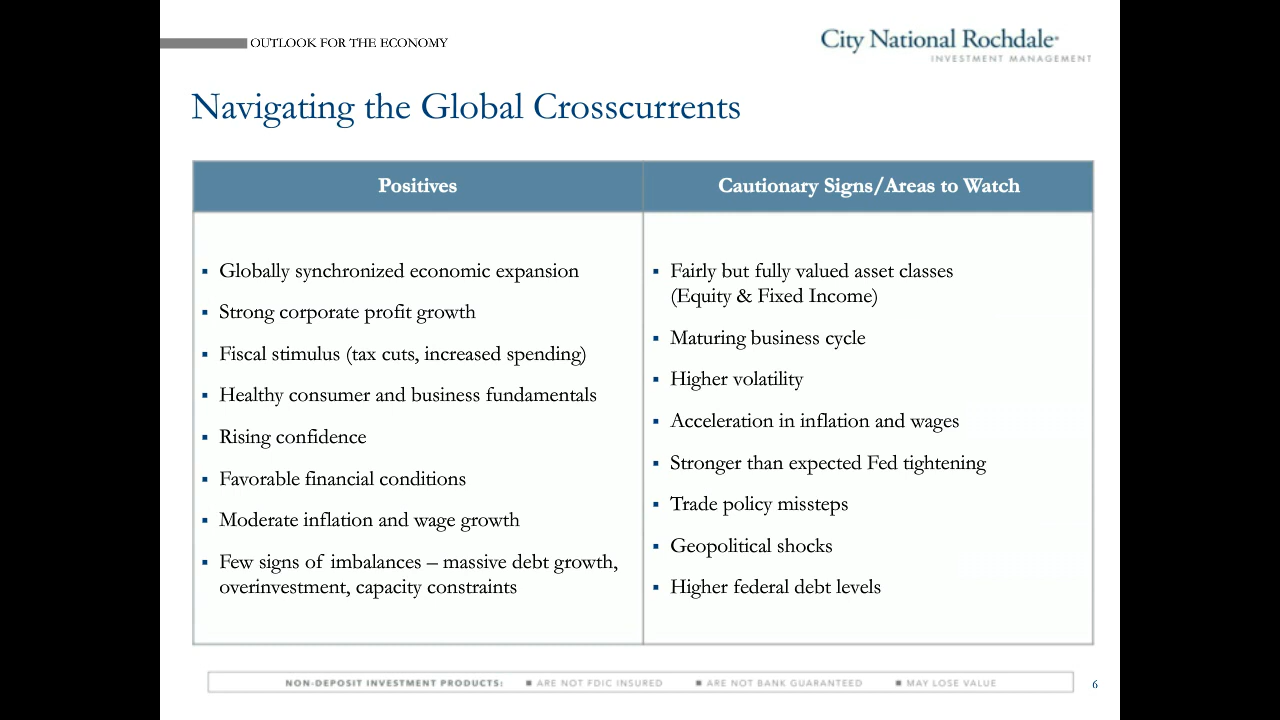 OUTLOOK FOR THE ECONOMY
City National Rochdale
INVESTMENT MANAGEMENT
Navigating the Global Crosscurrents
Positives
▪ Globally synchronized economic expansion
▪ Strong corporate profit growth
▪ Fiscal stimulus (tax cuts, increased spending)
▪ Healthy consumer and business fundamentals
▪ Rising confidence
▪ Favorable financial conditions
▪ Moderate inflation and wage growth
▪ Few signs of imbalances – massive debt growth,
overinvestment, capacity constraints
Cautionary Signs/Areas to Watch
▪ Fairly but fully valued asset classes
(Equity & Fixed Income)
▪ Maturing business cycle
▪ Higher volatility
▪ Acceleration in inflation and wages
▪ Stronger than expected Fed tightening
▪ Trade policy missteps
▪ Geopolitical shocks
▪ Higher federal debt levels
NON-DEPOSIT INVESTMENT PRODUCTS: ■ ARE NOT FDIC INSURED ■ ARE NOT BANK GUARANTEED ■ MAY LOSE VALUE
6